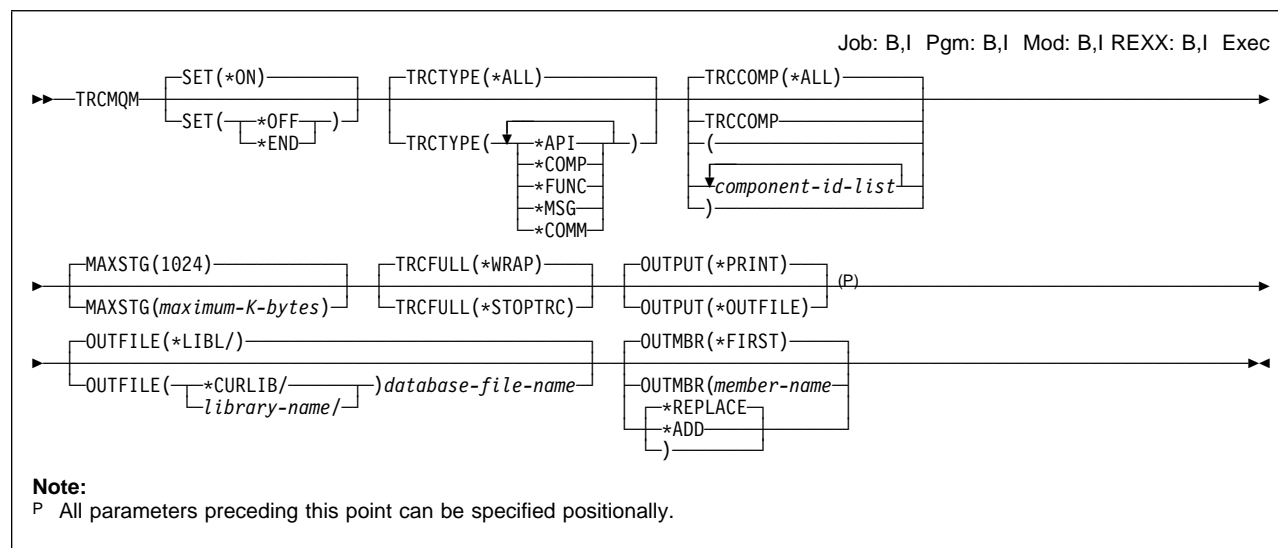 Job: B,I Pgm: B,I Mod: B,I REXX: B,I Exec
SET(*ON) TRCTYPE(*ALL) TRCCOMP(*ALL)
TRCMQM
SET( *OFF ) TRCTYPE( *API ) TRCCOMP
*END *COMP (
*FUNC component-id-list
*MSG )
*COMM
MAXSTG(1024) TRCFULL(*WRAP) OUTPUT(*PRINT) (P)
MAXSTG(maximum-K-bytes) TRCFULL(*STOPTRC) OUTPUT(*OUTFILE)
OUTFILE(*LIBL/) OUTMBR(*FIRST)
OUTFILE( *CURLIB/ )database-file-name OUTMBR(member-name
library-name/ *REPLACE
*ADD
)
Note:
P All parameters preceding this point can be specified positionally.